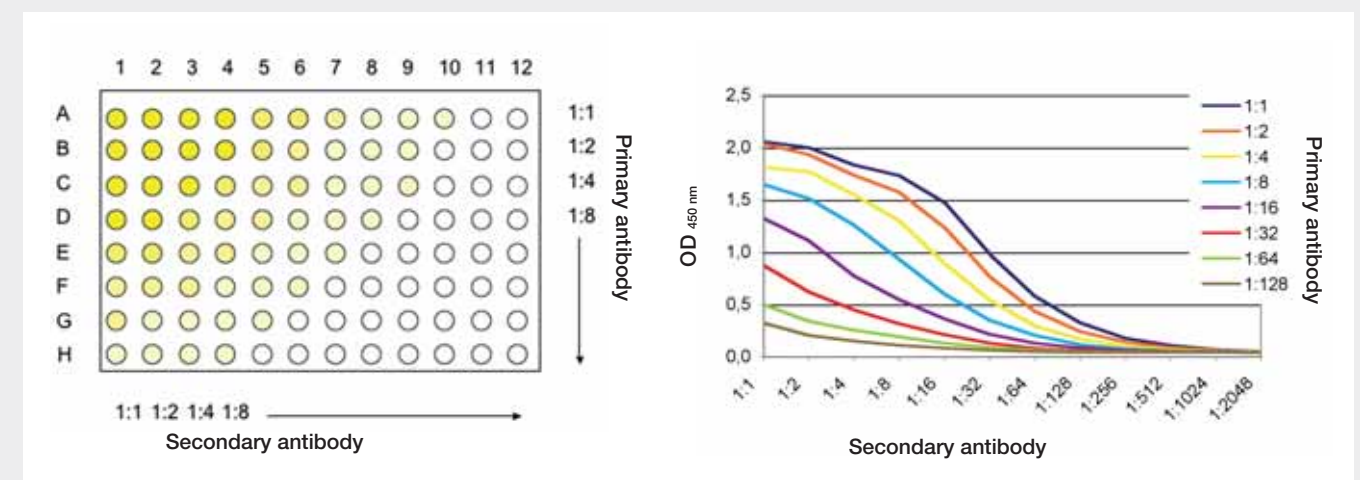 1 2 3 4 5 6 7 8 9 10 11 12
A
B
C
D
E
F
G
H
1:1
1:2
1:4
1:8
Primary antibody
1:1 1:2 1:4 1:8
Secondary antibody
2,5
2,0
1,5
1,0
0,5
0,0
OD 450 nm
1:1
1:2
1:4
1:8
1:16
1:32
1:64
1:128
Primary antibody
1:1 1:2 1:4 1:8 1:16 1:32 1:64 1:128 1:256 1:512 1:1024 1:2048
Secondary antibody